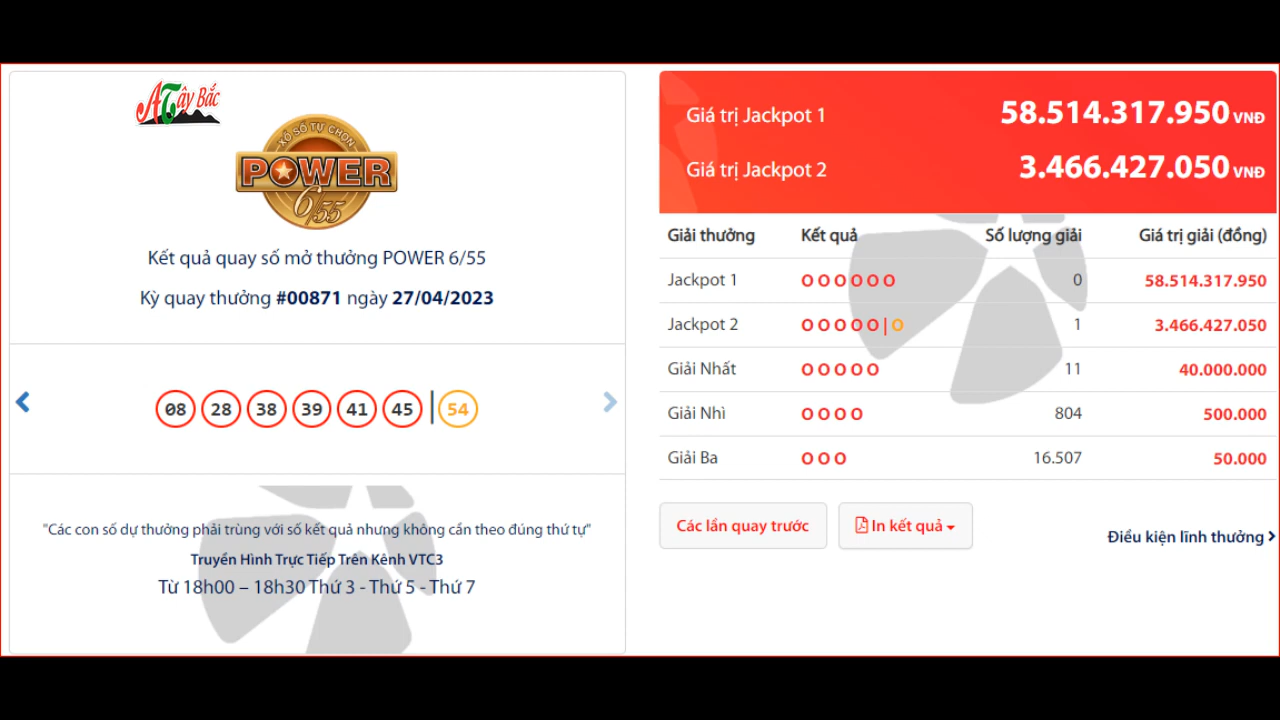 ATây Bắc
XỔ SỐ TỰ CHỌN
POWER
6/55
Kết quả quay số mở thưởng POWER 6/55
Kỳ quay thưởng #00871 ngày 27/04/2023
08 28 38 39 41 45 | 54
"Các con số dự thưởng phải trùng với số kết quả nhưng không cần theo đúng thứ tự"
Truyền Hình Trực Tiếp Trên Kênh VTC3
Từ 18h00 – 18h30 Thứ 3 - Thứ 5 - Thứ 7
Giá trị Jackpot 1 58.514.317.950 VNĐ
Giá trị Jackpot 2 3.466.427.050 VNĐ
Giải thưởng Kết quả Số lượng giải Giá trị giải (đồng)
Jackpot 1 O O O O O O 0 58.514.317.950
Jackpot 2 O O O O O | O 1 3.466.427.050
Giải Nhất O O O O O 11 40.000.000
Giải Nhì O O O O 804 500.000
Giải Ba O O O 16.507 50.000
Các lần quay trước In kết quả
Điều kiện lĩnh thưởng